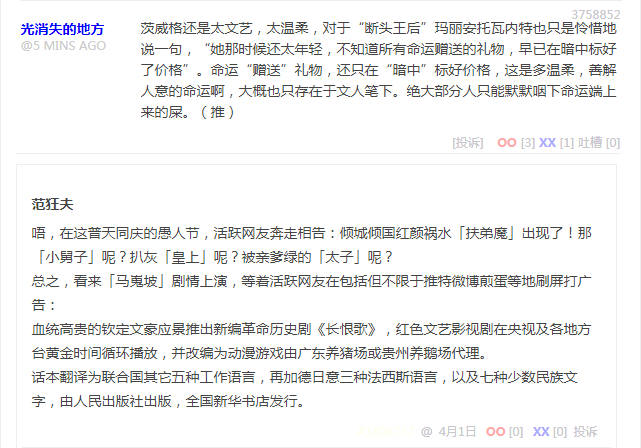 3758852
光消失的地方
@5 MINS AGO
茨威格还是太文艺，太温柔，对于“断头王后”玛丽安托瓦内特也只是怜惜地
说一句，“她那时候还太年轻，不知道所有命运赠送的礼物，早已在暗中标好
了价格”。命运“赠送”礼物，还只在“暗中”标好价格，这是多温柔，善解
人意的命运啊，大概也只存在于文人笔下。绝大部分人只能默默咽下命运端上
来的屎。（推）
[投诉] OO [3] XX [1] 吐槽 [0]
范狂夫
唔，在这普天同庆的愚人节，活跃网友奔走相告：倾城倾国红颜祸水「扶弟魔」出现了！那
「小舅子」呢？扒灰「皇上」呢？被亲爹绿的「太子」呢？
总之，看来「马嵬坡」剧情上演，等着活跃网友在包括但不限于推特微博煎蛋等地刷屏打广
告：
血统高贵的钦定文豪应景推出新编革命历史剧《长恨歌》，红色文艺影视剧在央视及各地方
台黄金时间循环播放，并改编为动漫游戏由广东养猪场或贵州养鹅场代理。
话本翻译为联合国其它五种工作语言，再加德日意三种法西斯语言，以及七种少数民族文
字，由人民出版社出版，全国新华书店发行。
@ 4月1日 OO [0] XX [0] 投诉